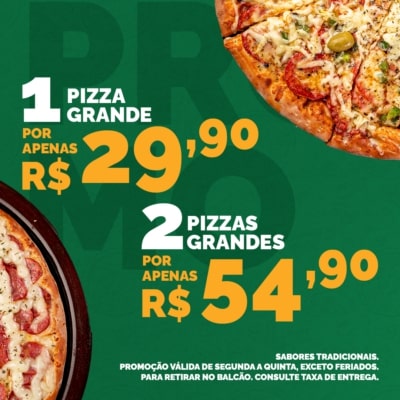 PROMO
1 PIZZA
GRANDE
POR
APENAS
R$ 29,90
2 PIZZAS
GRANDES
POR
APENAS
R$ 54,90
SABORES TRADICIONAIS.
PROMOÇÃO VÁLIDA DE SEGUNDA A QUINTA, EXCETO FERIADOS.
PARA RETIRAR NO BALCÃO. CONSULTE TAXA DE ENTREGA.